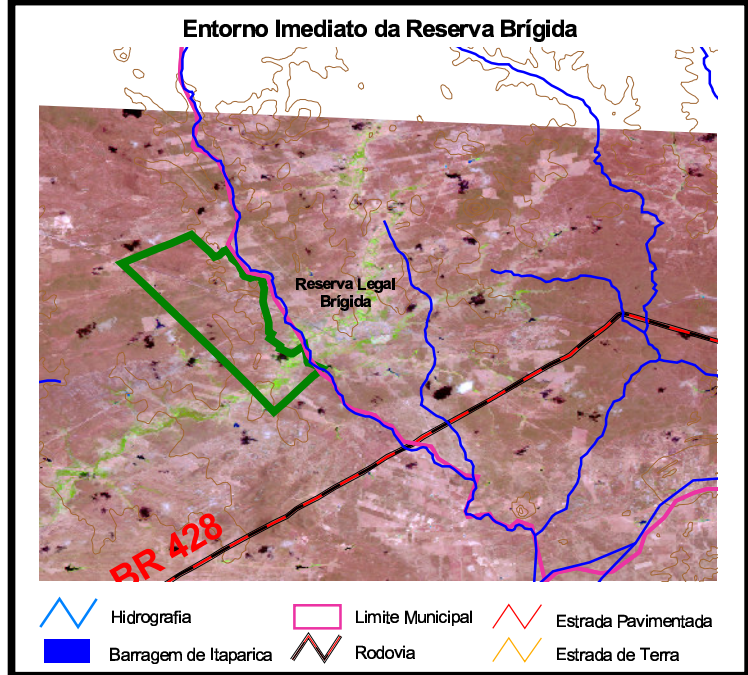 Entorno Imediato da Reserva Brígida
Reserva Legal
Brígida
BR 428
Hidrografia
Limite Municipal
Estrada Pavimentada
Barragem de Itaparica
Rodovia
Estrada de Terra